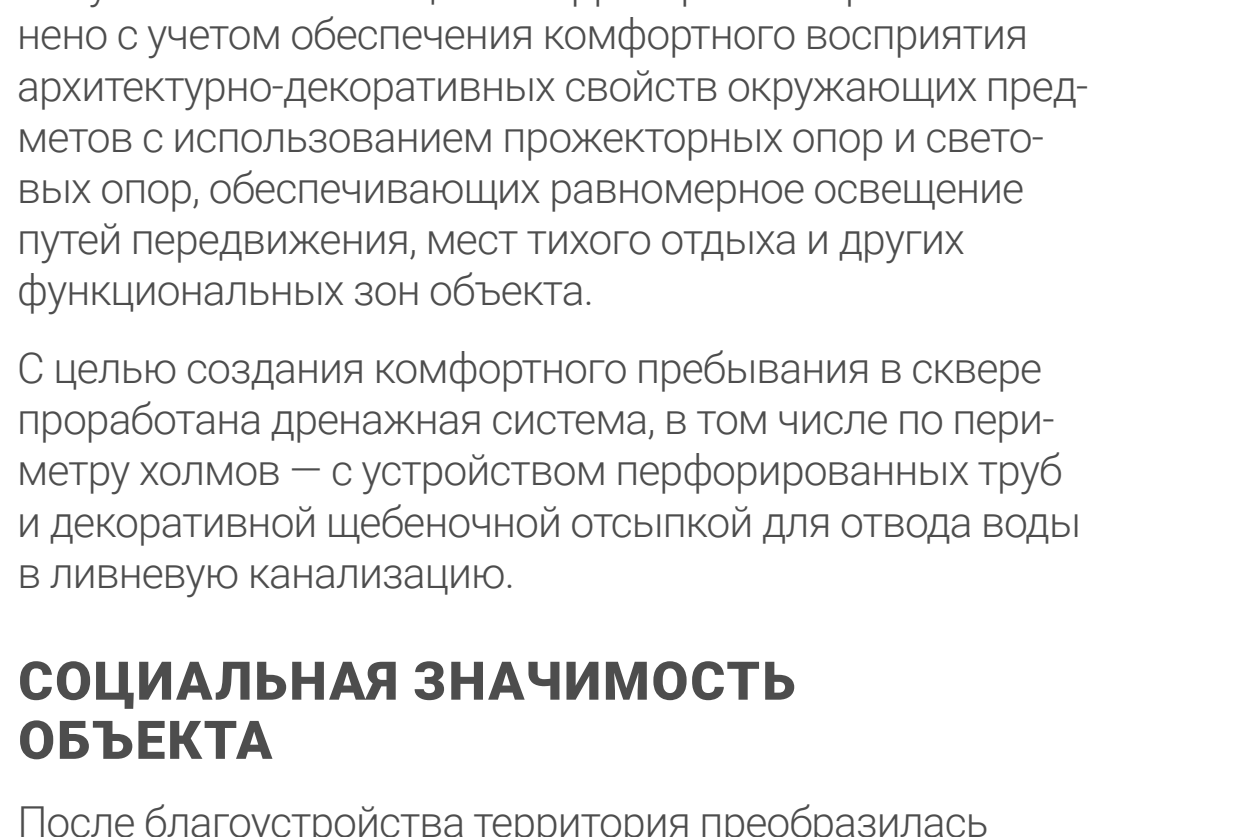 нено с учетом обеспечения комфортного восприятия
архитектурно-декоративных свойств окружающих пред-
метов с использованием прожекторных опор и свето-
вых опор, обеспечивающих равномерное освещение
путей передвижения, мест тихого отдыха и других
функциональных зон объекта.
С целью создания комфортного пребывания в сквере
проработана дренажная система, в том числе по пери-
метру холмов — с устройством перфорированных труб
и декоративной щебеночной отсыпкой для отвода воды
в ливневую канализацию.
СОЦИАЛЬНАЯ ЗНАЧИМОСТЬ
ОБЪЕКТА
После благоустройства территория преобразилась